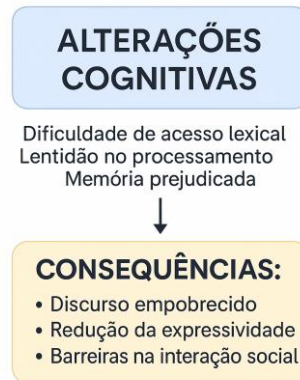 ALTERAÇÕES
COGNITIVAS
Dificuldade de acesso lexical
Lentidão no processamento
Memória prejudicada
CONSEQUÊNCIAS:
• Discurso empobrecido
• Redução da expressividade
• Barreiras na interação social